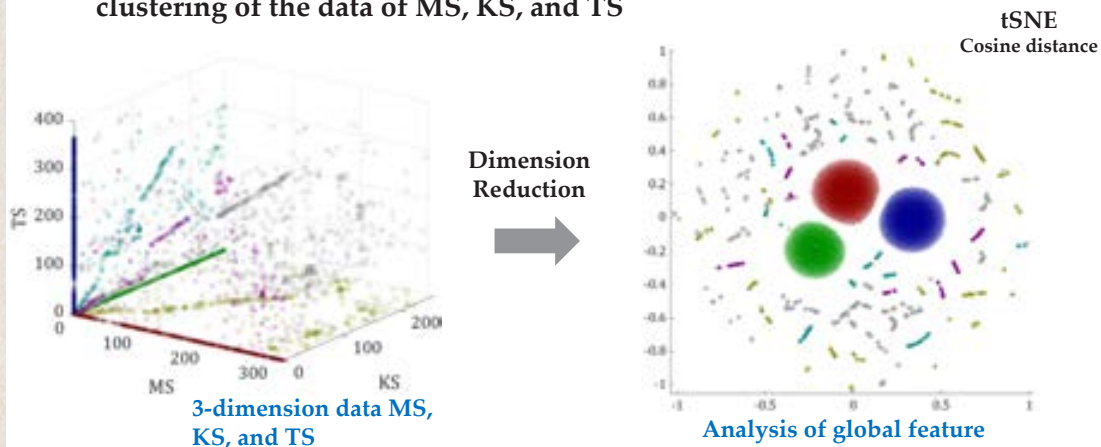 clustering of the data of MS, KS, and TS
tSNE
Cosine distance
400
300
200
100
0
TS
0
100
200
300
MS
0
100
200
KS
3-dimension data MS,
KS, and TS
Dimension
Reduction
1
0.8
0.6
0.4
0.2
0
-0.2
-0.4
-0.6
-0.8
-1
-1
-0.5
0
0.5
1
Analysis of global feature